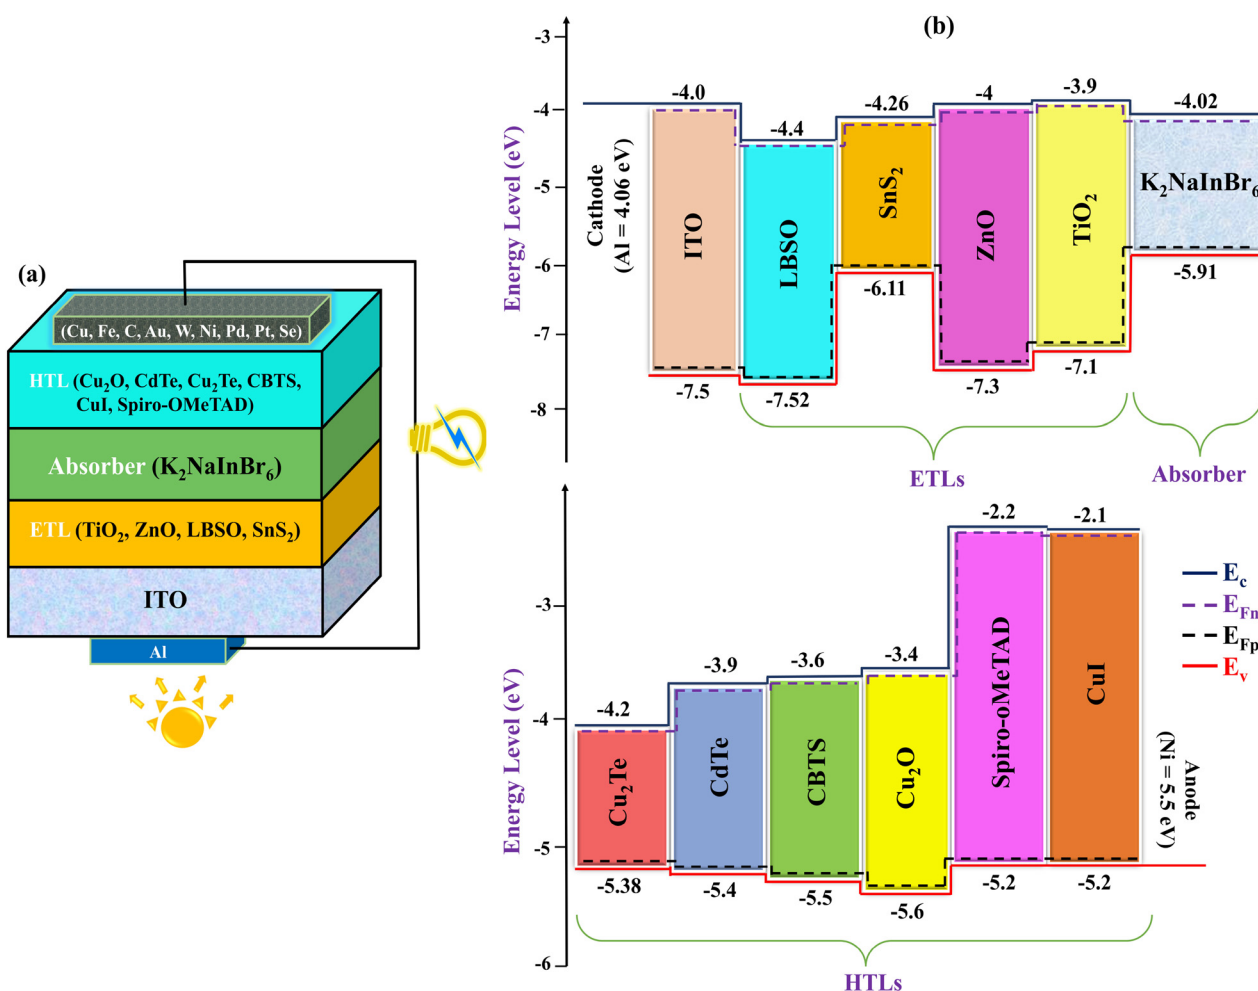 (a)
(Cu, Fe, C, Au, W, Ni, Pd, Pt, Se)
HTL (Cu₂O, CdTe, Cu₂Te, CBTS,
CuI, Spiro-OMeTAD)
Absorber (K₂NaInBr₆)
ETL (TiO₂, ZnO, LBSO, SnS₂)
ITO
Al
(b)
Energy Level (eV)
-3
-4
-5
-6
-7
-8
Cathode
(Al = 4.06 eV)
-4.0
-4.4
-4.26
-4
-3.9
-4.02
ITO
LBSO
SnS₂
ZnO
TiO₂
K₂NaInBr₆
-7.5
-7.52
-6.11
-7.3
-7.1
-5.91
ETLs
Absorber
Energy Level (eV)
-3
-4
-5
-6
-4.2
-3.9
-3.6
-3.4
-2.2
-2.1
Cu₂Te
CdTe
CBTS
Cu₂O
Spiro-oMeTAD
CuI
-5.38
-5.4
-5.5
-5.6
-5.2
-5.2
Anode
(Ni = 5.5 eV)
HTLs
E_c
E_Fn
E_Fp
E_v